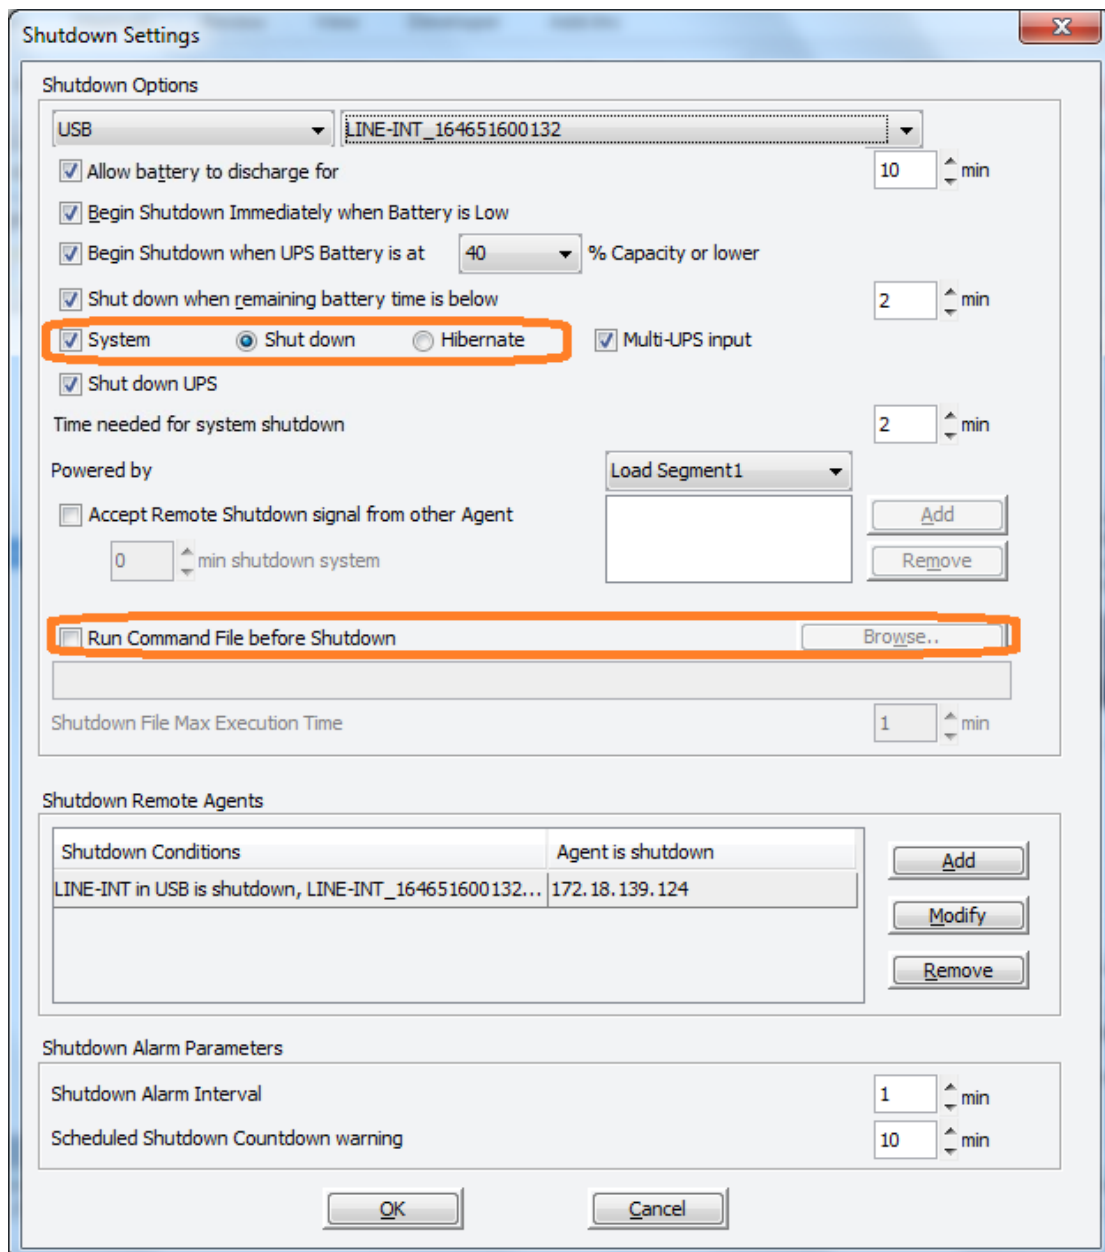 Shutdown Settings
Shutdown Options
USB LINE-INT_164651600132
Allow battery to discharge for 10 min
Begin Shutdown Immediately when Battery is Low
Begin Shutdown when UPS Battery is at 40 % Capacity or lower
Shut down when remaining battery time is below 2 min
System Shut down Hibernate Multi-UPS input
Shut down UPS
Time needed for system shutdown 2 min
Powered by Load Segment1
Accept Remote Shutdown signal from other Agent Add
0 min shutdown system Remove
Run Command File before Shutdown Browse..
Shutdown File Max Execution Time 1 min
Shutdown Remote Agents
Shutdown Conditions Agent is shutdown Add
LINE-INT in USB is shutdown, LINE-INT_164651600132... 172.18.139.124
Modify
Remove
Shutdown Alarm Parameters
Shutdown Alarm Interval 1 min
Scheduled Shutdown Countdown warning 10 min
OK Cancel